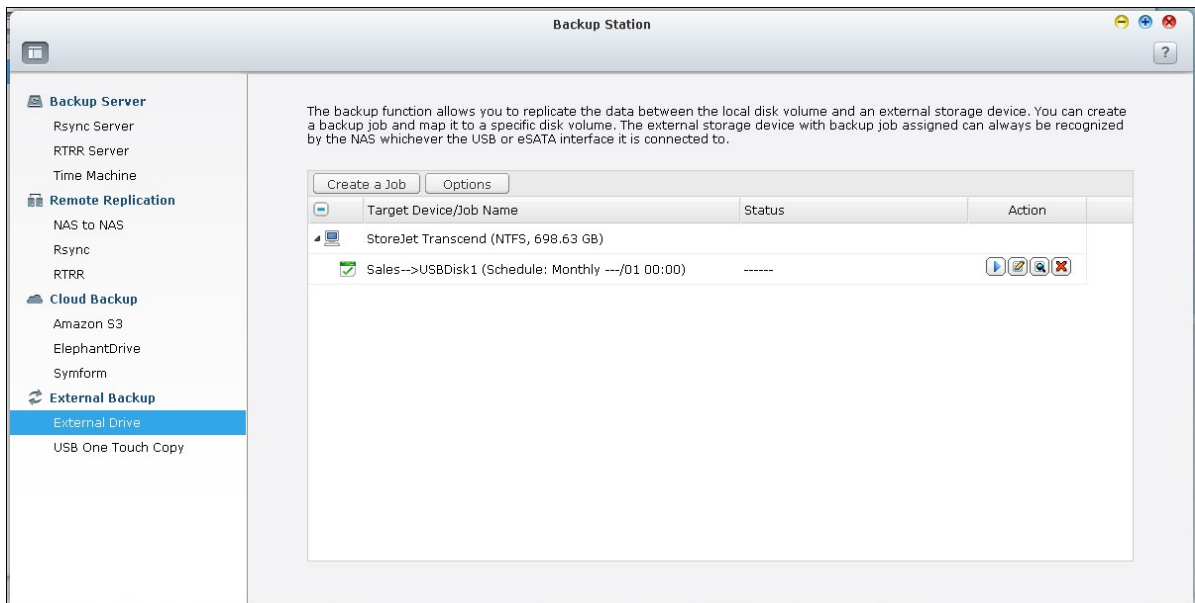 Backup Station
?
Backup Server
Rsync Server
RTRR Server
Time Machine
Remote Replication
NAS to NAS
Rsync
RTRR
Cloud Backup
Amazon S3
ElephantDrive
Symform
External Backup
External Drive
USB One Touch Copy
The backup function allows you to replicate the data between the local disk volume and an external storage device. You can create
a backup job and map it to a specific disk volume. The external storage device with backup job assigned can always be recognized
by the NAS whichever the USB or eSATA interface it is connected to.
Create a Job Options
Target Device/Job Name Status Action
StoreJet Transcend (NTFS, 698.63 GB)
Sales-->USBDisk1 (Schedule: Monthly ---/01 00:00) ------